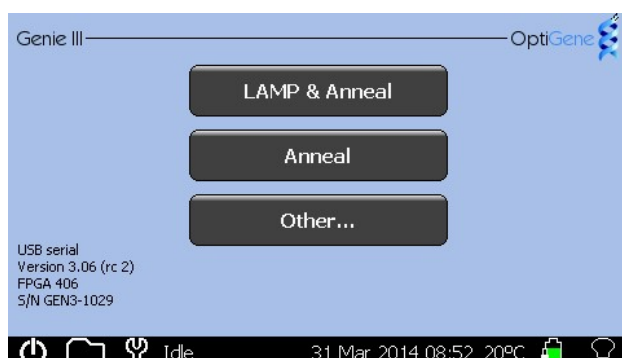 Genie III
OptiGene
LAMP & Anneal
Anneal
Other...
USB serial
Version 3.06 (rc 2)
FPGA 406
S/N GEN3-1029
Idle 31 Mar 2014 08:52 20ºC